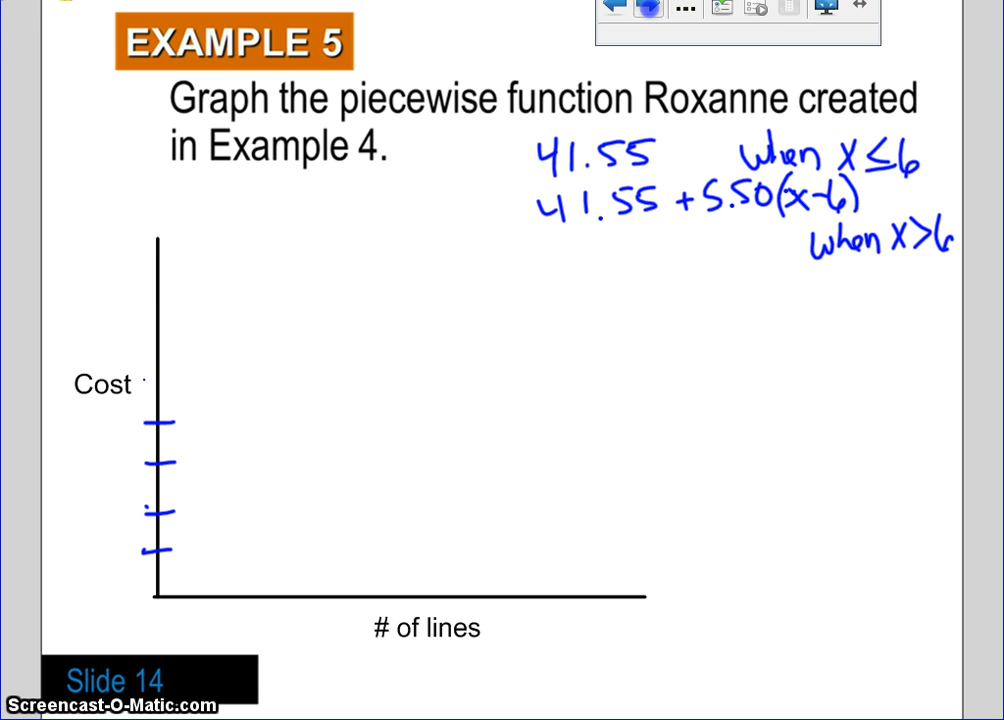 EXAMPLE 5
Graph the piecewise function Roxanne created
in Example 4.
41.55 when x ≤ 6
41.55 + 5.50(x-6)
when x > 6
Cost
# of lines
Slide 14
Screencast-O-Matic.com